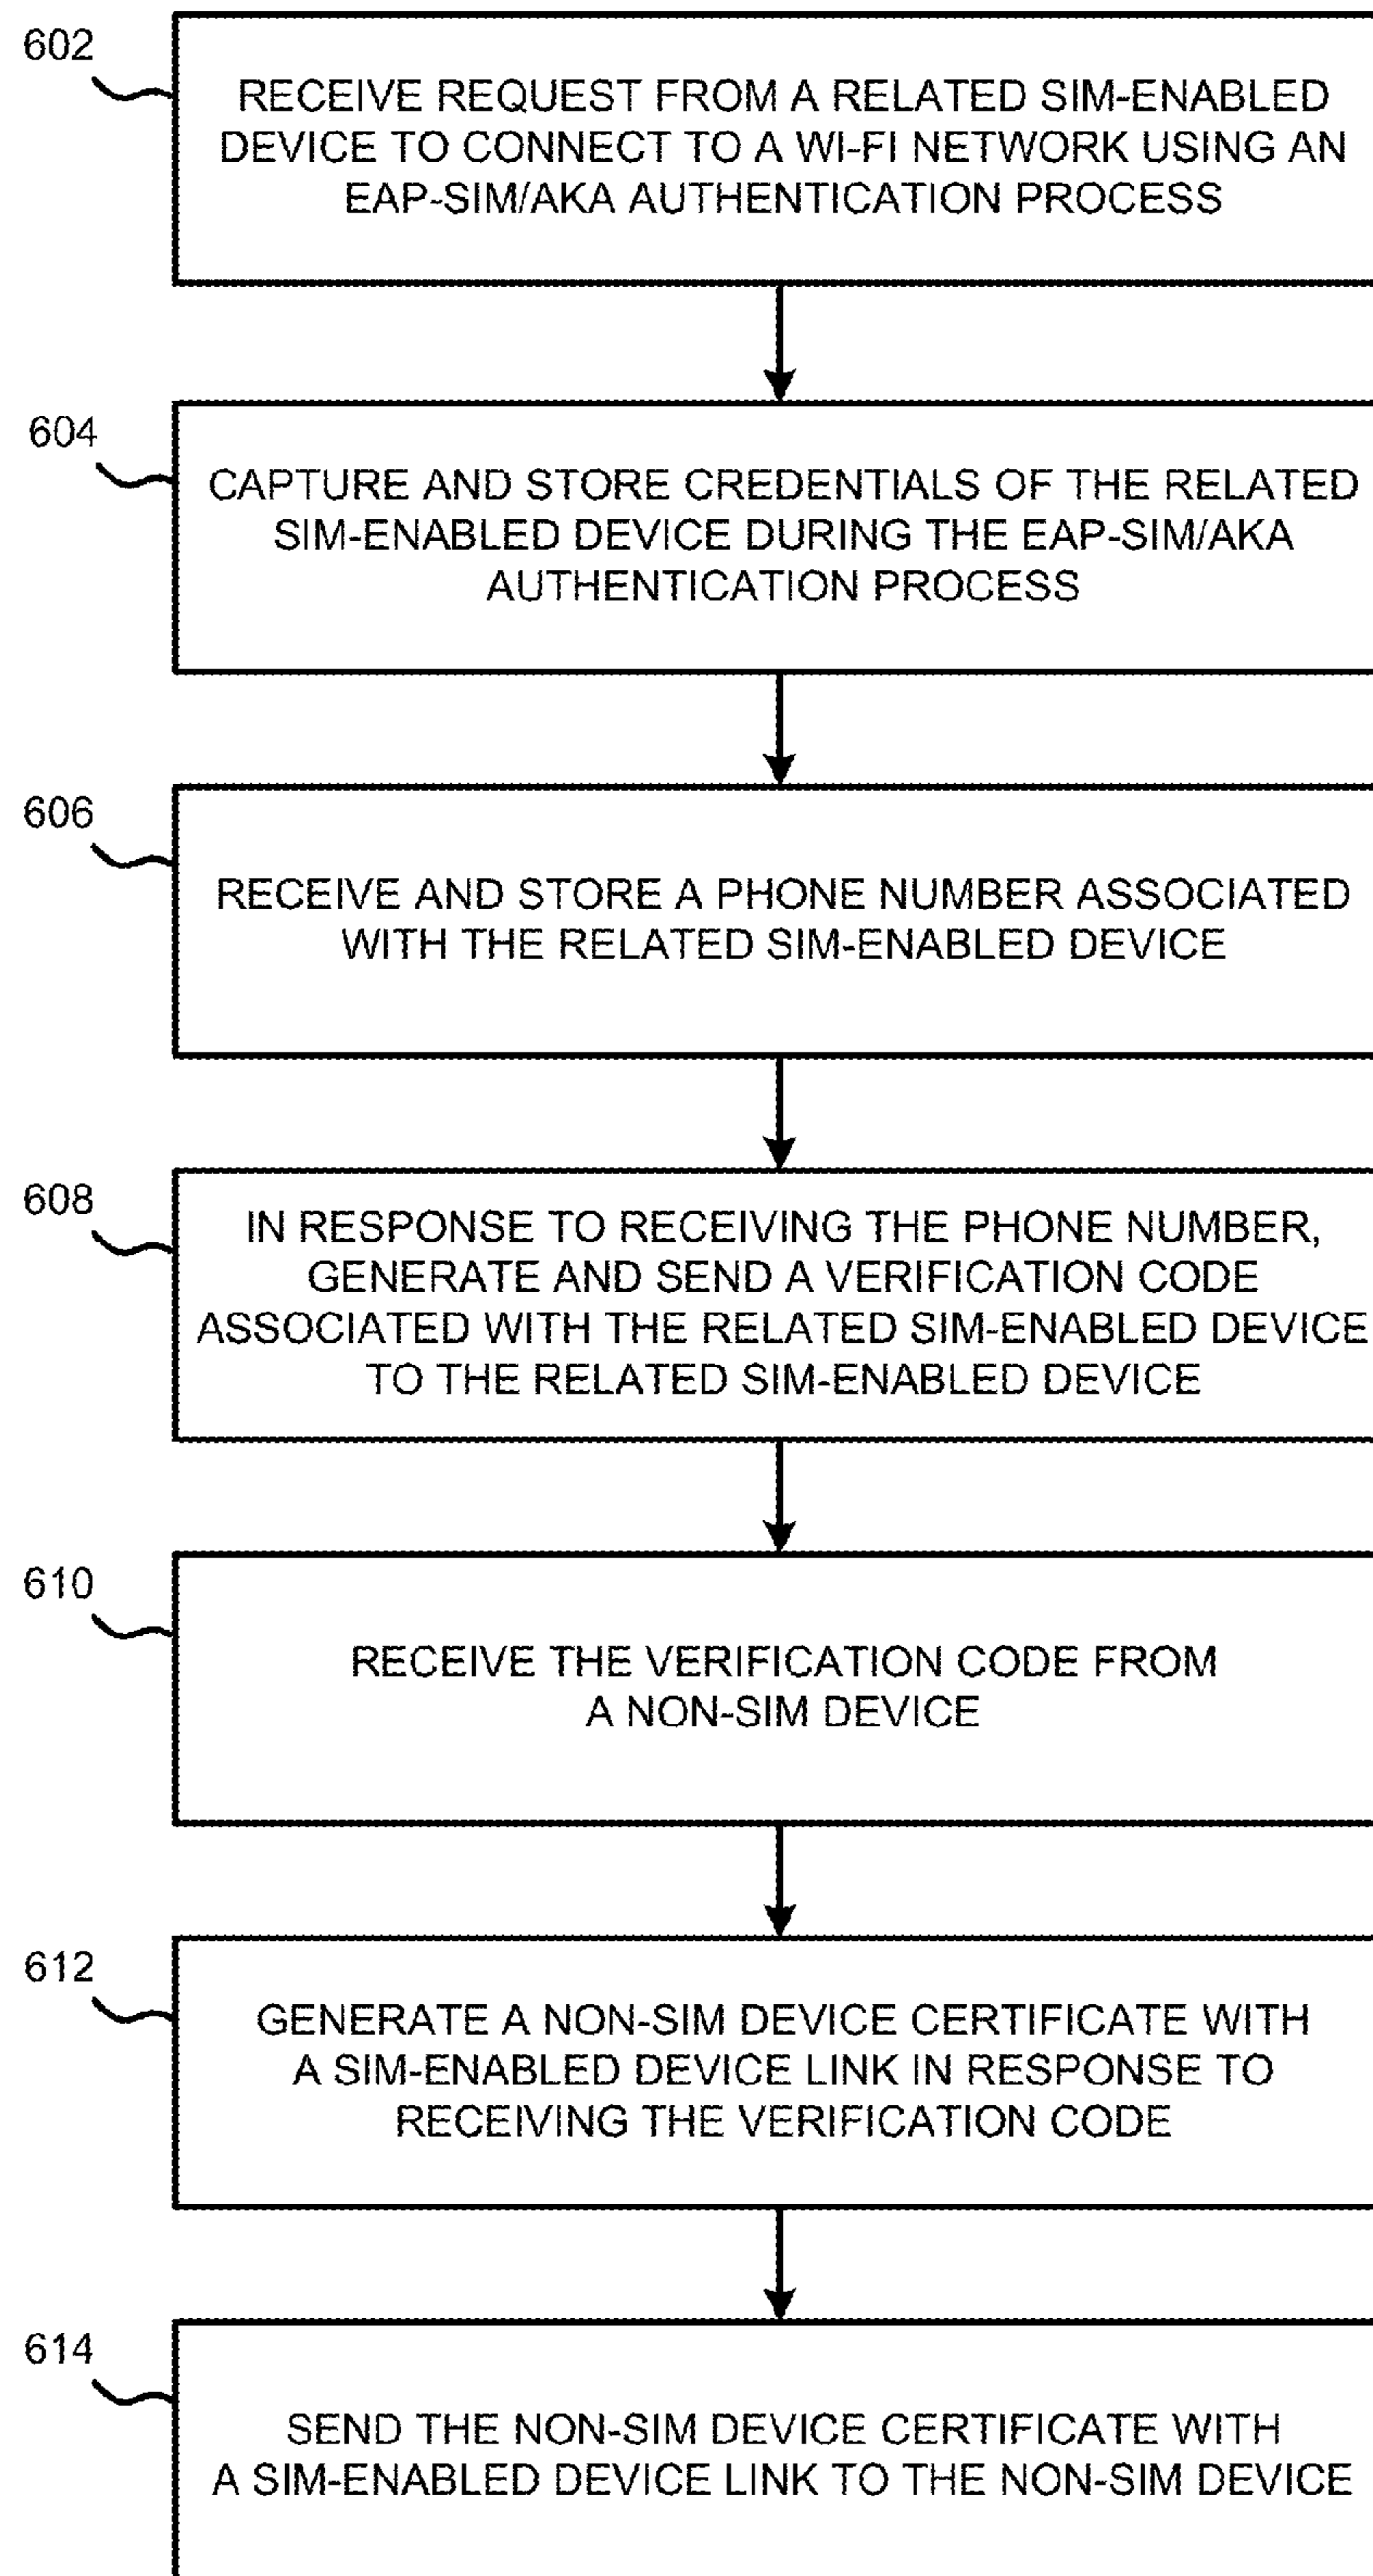 602
RECEIVE REQUEST FROM A RELATED SIM-ENABLED
DEVICE TO CONNECT TO A WI-FI NETWORK USING AN
EAP-SIM/AKA AUTHENTICATION PROCESS
604
CAPTURE AND STORE CREDENTIALS OF THE RELATED
SIM-ENABLED DEVICE DURING THE EAP-SIM/AKA
AUTHENTICATION PROCESS
606
RECEIVE AND STORE A PHONE NUMBER ASSOCIATED
WITH THE RELATED SIM-ENABLED DEVICE
608
IN RESPONSE TO RECEIVING THE PHONE NUMBER,
GENERATE AND SEND A VERIFICATION CODE
ASSOCIATED WITH THE RELATED SIM-ENABLED DEVICE
TO THE RELATED SIM-ENABLED DEVICE
610
RECEIVE THE VERIFICATION CODE FROM
A NON-SIM DEVICE
612
GENERATE A NON-SIM DEVICE CERTIFICATE WITH
A SIM-ENABLED DEVICE LINK IN RESPONSE TO
RECEIVING THE VERIFICATION CODE
614
SEND THE NON-SIM DEVICE CERTIFICATE WITH
A SIM-ENABLED DEVICE LINK TO THE NON-SIM DEVICE